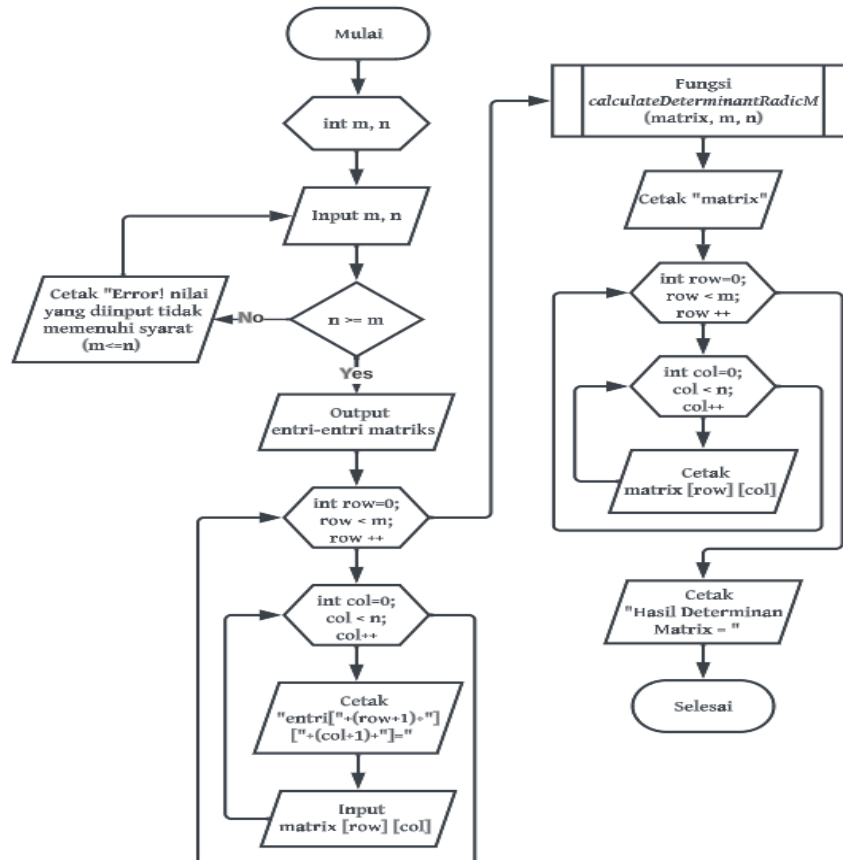 Mulai
int m, n
Input m, n
Cetak "Error! nilai
yang diinput tidak
memenuhi syarat
(m<=n)
No
n >= m
Yes
Output
entri-entri matriks
int row=0;
row < m;
row ++
int col=0;
col < n;
col++
Cetak
"entri["+(row+1)+"]
["+(col+1)+"]="
Input
matrix [row] [col]
Fungsi
calculateDeterminantRadicM
(matrix, m, n)
Cetak "matrix"
int row=0;
row < m;
row ++
int col=0;
col < n;
col++
Cetak
matrix [row] [col]
Cetak
"Hasil Determinan
Matrix = "
Selesai